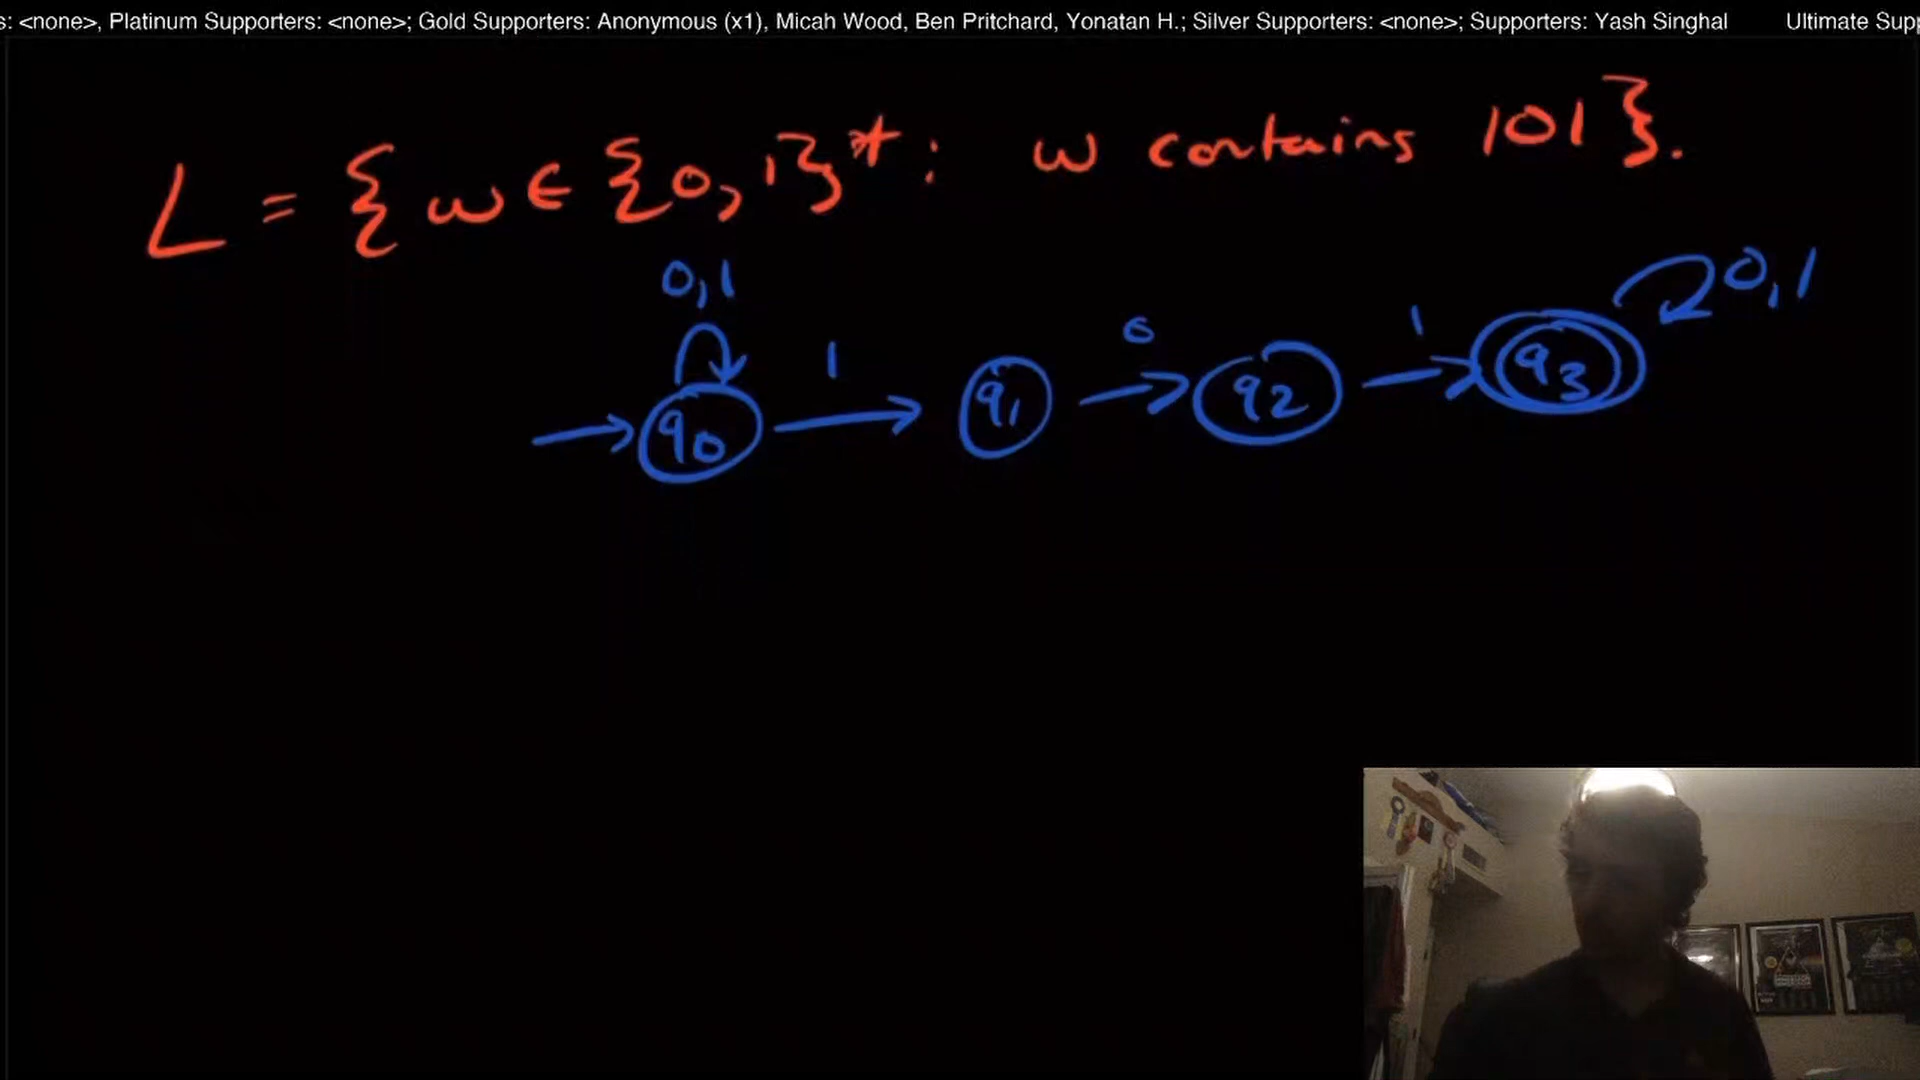 s: <none>, Platinum Supporters: <none>; Gold Supporters: Anonymous (x1), Micah Wood, Ben Pritchard, Yonatan H.; Silver Supporters: <none>; Supporters: Yash Singhal Ultimate Supp
L = {w ∈ {0,1}*: w contains 101}.
0,1
0,1
1
0
1
q0
q1
q2
q3